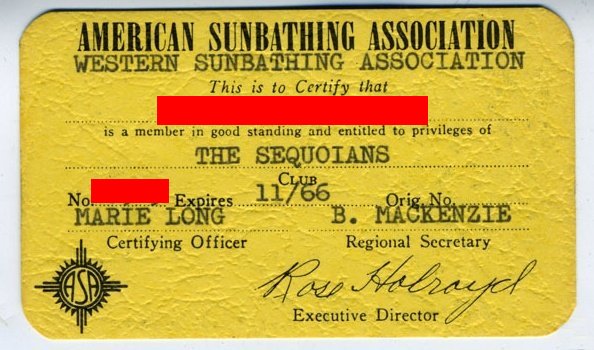 AMERICAN SUNBATHING ASSOCIATION
WESTERN SUNBATHING ASSOCIATION
This is to Certify that
is a member in good standing and entitled to privileges of
THE SEQUOIANS
CLUB
No. Expires 11/66 Orig. No.
MARIE LONG B. MACKENZIE
Certifying Officer Regional Secretary
ASA
Rose Holroyd
Executive Director